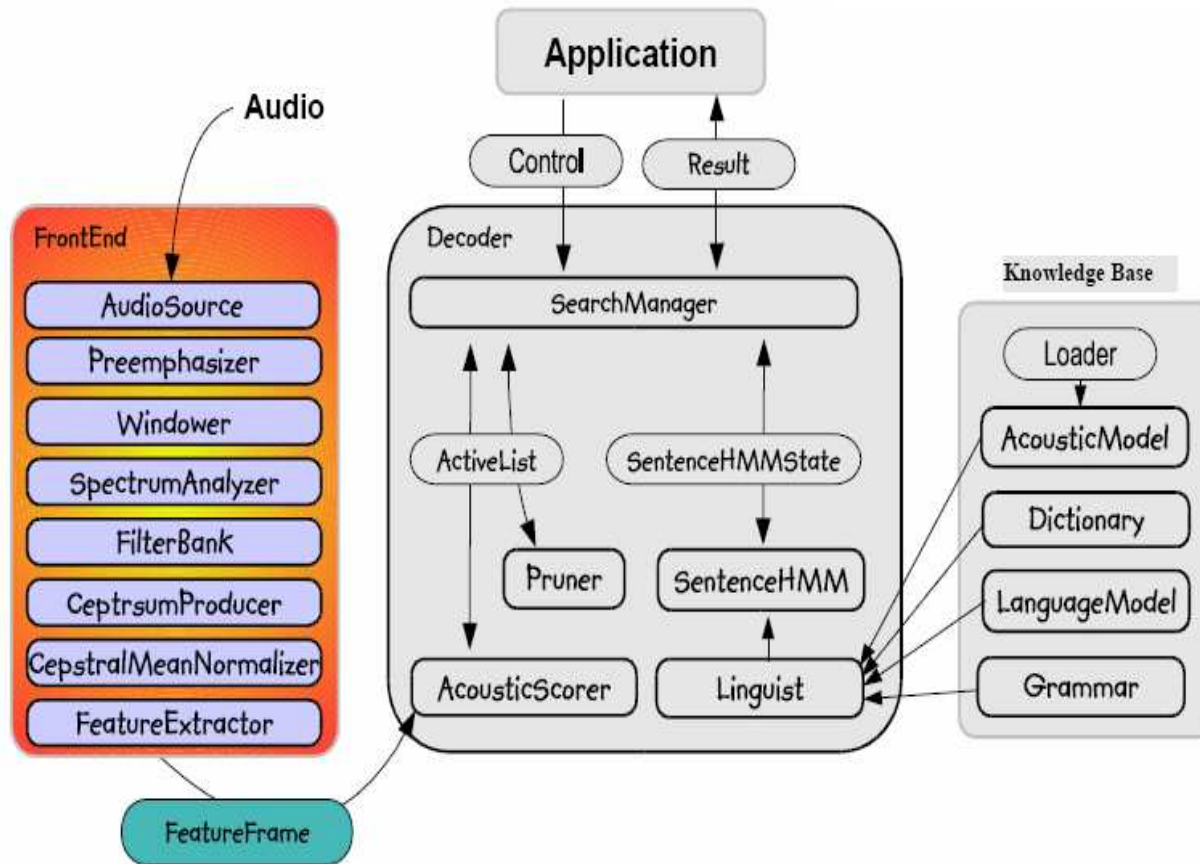 Application
Audio
Control
Result
FrontEnd
AudioSource
Preemphasizer
Windower
SpectrumAnalyzer
FilterBank
CeptrsumProducer
CepstralMeanNormalizer
FeatureExtractor
FeatureFrame
Decoder
SearchManager
ActiveList
SentenceHMMState
Pruner
SentenceHMM
AcousticScorer
Linguist
Knowledge Base
Loader
AcousticModel
Dictionary
LanguageModel
Grammar